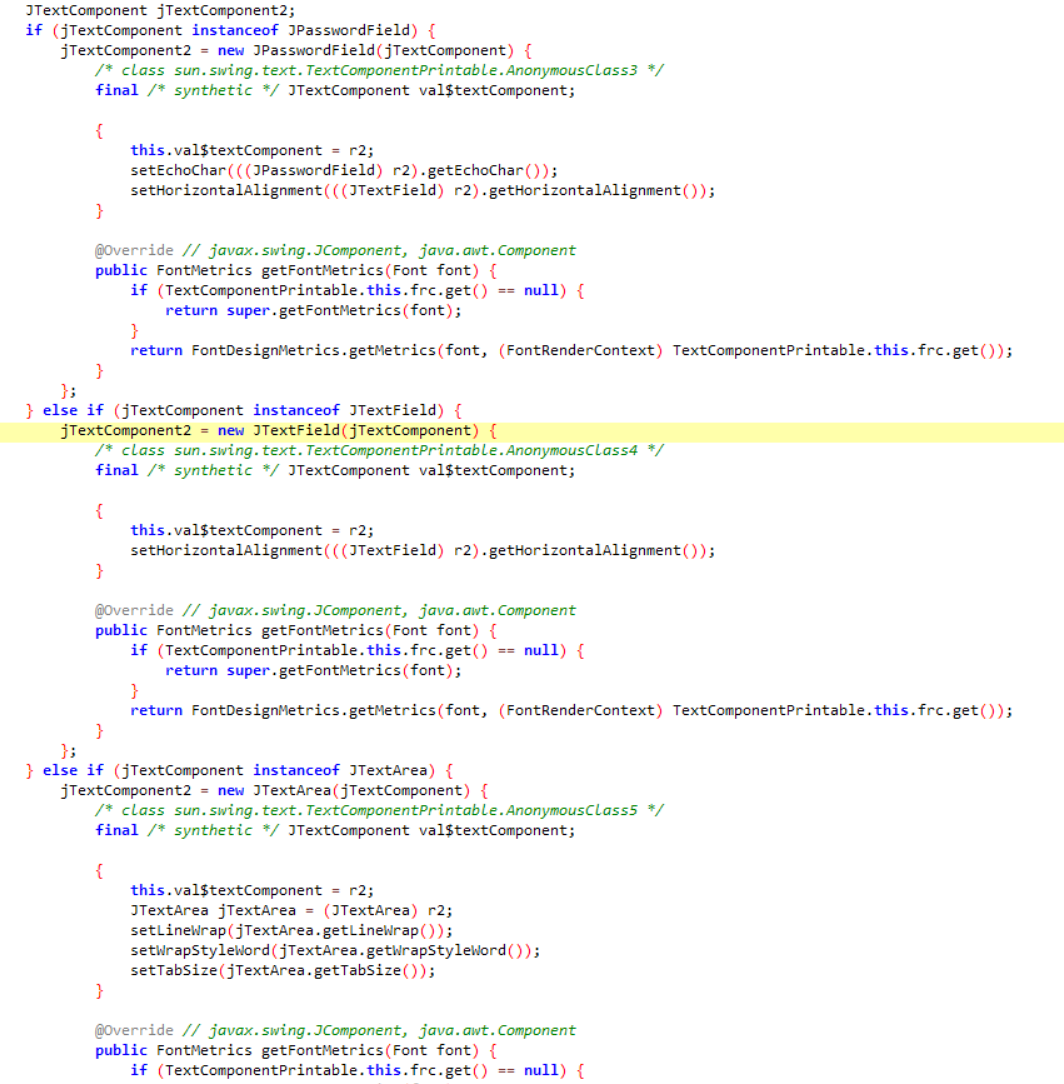 JTextComponent jTextComponent2;
if (jTextComponent instanceof JPasswordField) {
    jTextComponent2 = new JPasswordField(jTextComponent) {
        /* class sun.swing.text.TextComponentPrintable.AnonymousClass3 */
        final /* synthetic */ JTextComponent val$textComponent;

        {
            this.val$textComponent = r2;
            setEchoChar(((JPasswordField) r2).getEchoChar());
            setHorizontalAlignment(((JTextField) r2).getHorizontalAlignment());
        }

        @Override // javax.swing.JComponent, java.awt.Component
        public FontMetrics getFontMetrics(Font font) {
            if (TextComponentPrintable.this.frc.get() == null) {
                return super.getFontMetrics(font);
            }
            return FontDesignMetrics.getMetrics(font, (FontRenderContext) TextComponentPrintable.this.frc.get());
        }
    };
} else if (jTextComponent instanceof JTextField) {
    jTextComponent2 = new JTextField(jTextComponent) {
        /* class sun.swing.text.TextComponentPrintable.AnonymousClass4 */
        final /* synthetic */ JTextComponent val$textComponent;

        {
            this.val$textComponent = r2;
            setHorizontalAlignment(((JTextField) r2).getHorizontalAlignment());
        }

        @Override // javax.swing.JComponent, java.awt.Component
        public FontMetrics getFontMetrics(Font font) {
            if (TextComponentPrintable.this.frc.get() == null) {
                return super.getFontMetrics(font);
            }
            return FontDesignMetrics.getMetrics(font, (FontRenderContext) TextComponentPrintable.this.frc.get());
        }
    };
} else if (jTextComponent instanceof JTextArea) {
    jTextComponent2 = new JTextArea(jTextComponent) {
        /* class sun.swing.text.TextComponentPrintable.AnonymousClass5 */
        final /* synthetic */ JTextComponent val$textComponent;

        {
            this.val$textComponent = r2;
            JTextArea jTextArea = (JTextArea) r2;
            setLineWrap(jTextArea.getLineWrap());
            setWrapStyleWord(jTextArea.getWrapStyleWord());
            setTabSize(jTextArea.getTabSize());
        }

        @Override // javax.swing.JComponent, java.awt.Component
        public FontMetrics getFontMetrics(Font font) {
            if (TextComponentPrintable.this.frc.get() == null) {